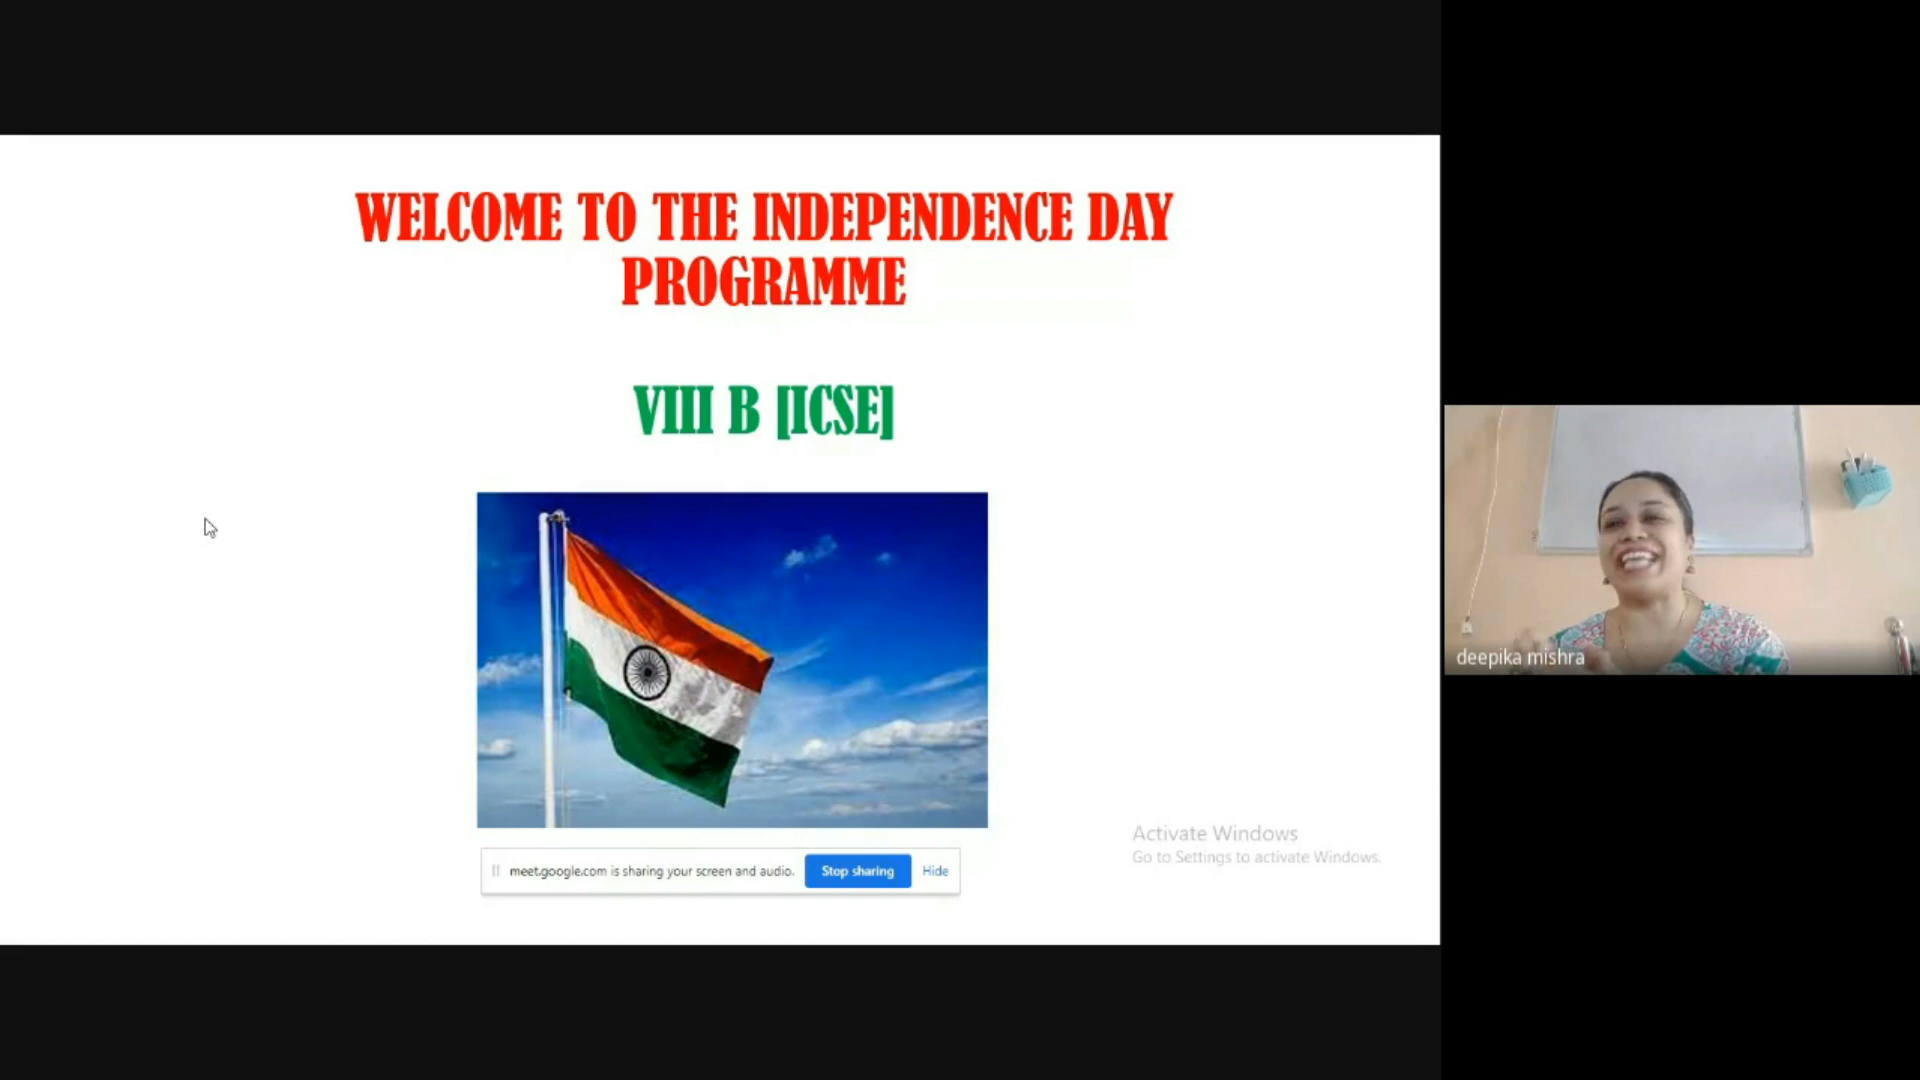 WELCOME TO THE INDEPENDENCE DAY
PROGRAMME
VIII B [ICSE]
meet.google.com is sharing your screen and audio. Stop sharing Hide
Activate Windows
Go to Settings to activate Windows.
deepika mishra